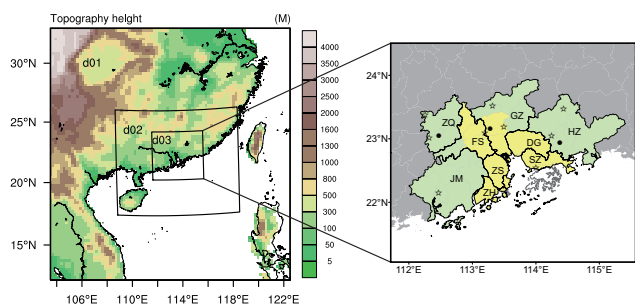 Topography height (M)
30°N
25°N
20°N
15°N
106°E 110°E 114°E 118°E 122°E
d01
d02
d03
4000
3500
3000
2500
2000
1600
1300
1000
800
500
300
100
50
5
24°N
23°N
22°N
112°E 113°E 114°E 115°E
ZQ
GZ
HZ
FS
DG
SZ
JM
ZS
ZH